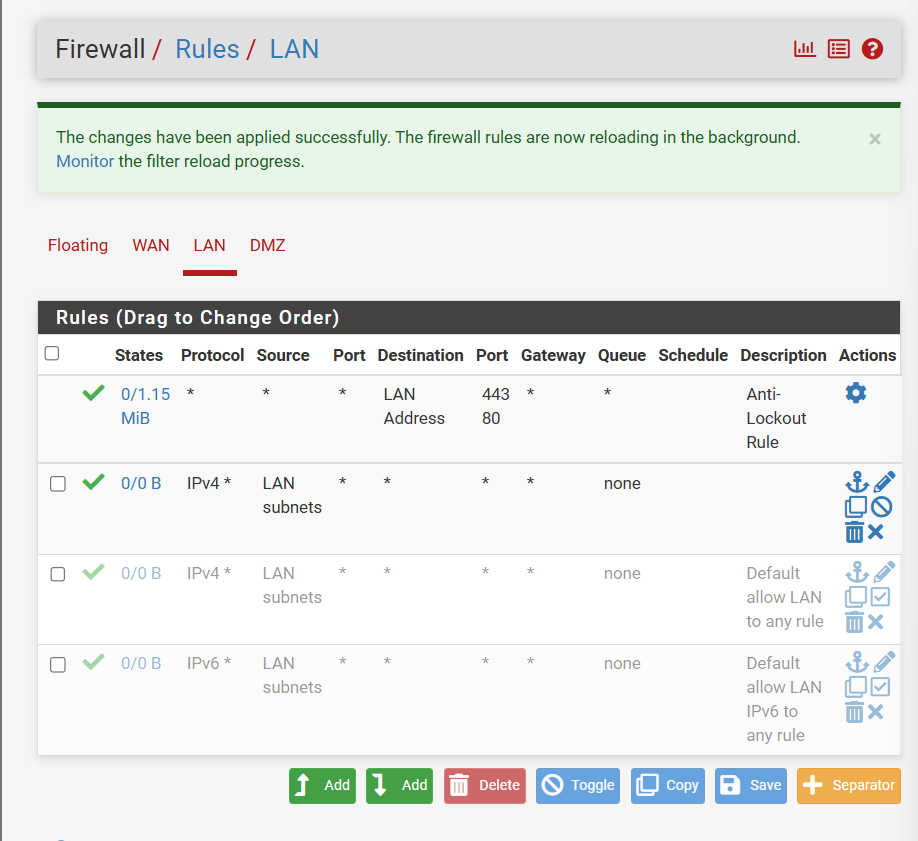 Firewall / Rules / LAN
The changes have been applied successfully. The firewall rules are now reloading in the background.
Monitor the filter reload progress.
×
Floating WAN LAN DMZ
Rules (Drag to Change Order)
States Protocol Source Port Destination Port Gateway Queue Schedule Description Actions
0/1.15 * * * LAN 443 * * Anti-
MiB Address 80 Lockout
Rule
0/0 B IPv4 * LAN * * * * none
subnets
0/0 B IPv4 * LAN * * * * none Default
subnets allow LAN
to any rule
0/0 B IPv6 * LAN * * * * none Default
subnets allow LAN
IPv6 to
any rule
Add Add Delete Toggle Copy Save Separator